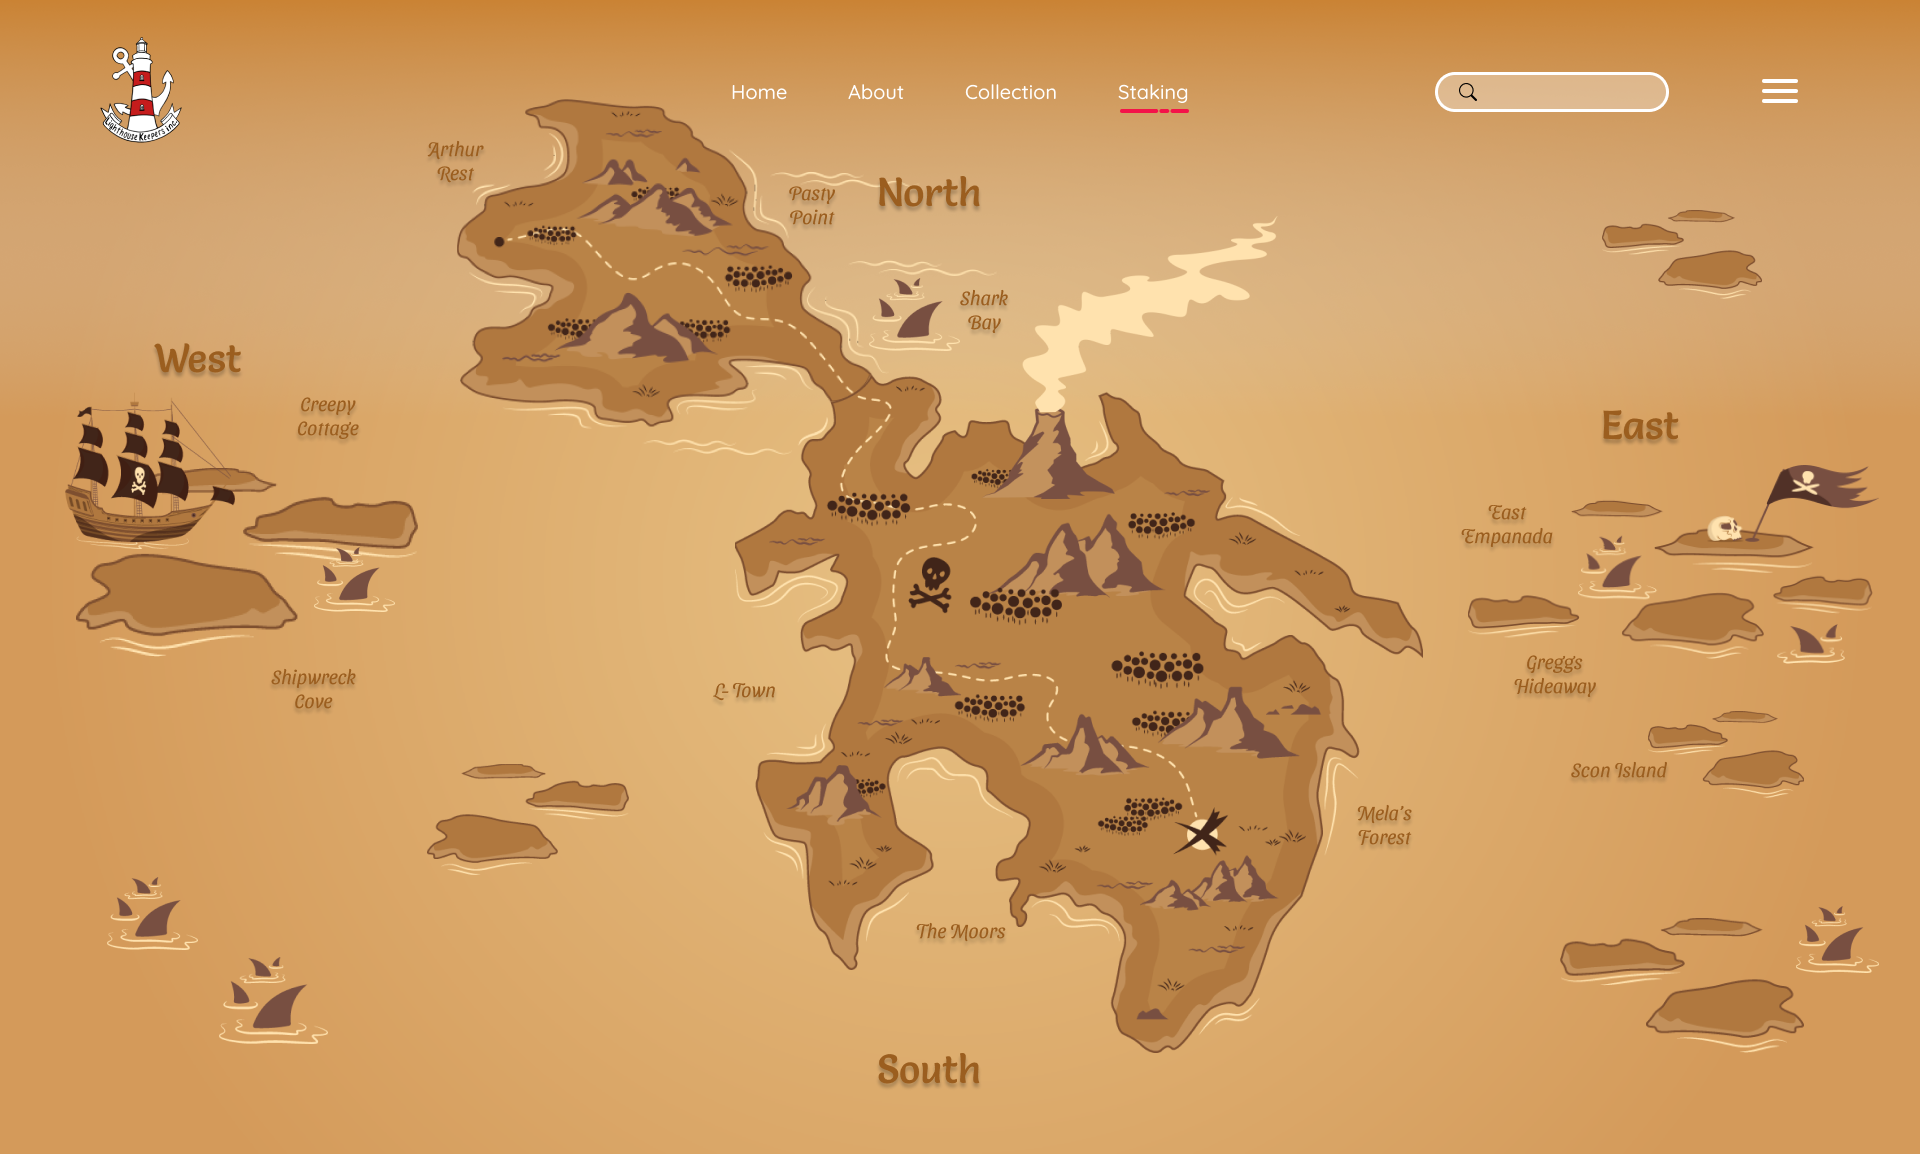 Lighthouse Keepers Inc.
Home
About
Collection
Staking
Arthur
Rest
Pasty
Point
North
Shark
Bay
West
Creepy
Cottage
East
East
Empanada
Shipwreck
Cove
L- Town
Greggs
Hideaway
Scon Island
Mela's
Forest
The Moors
South